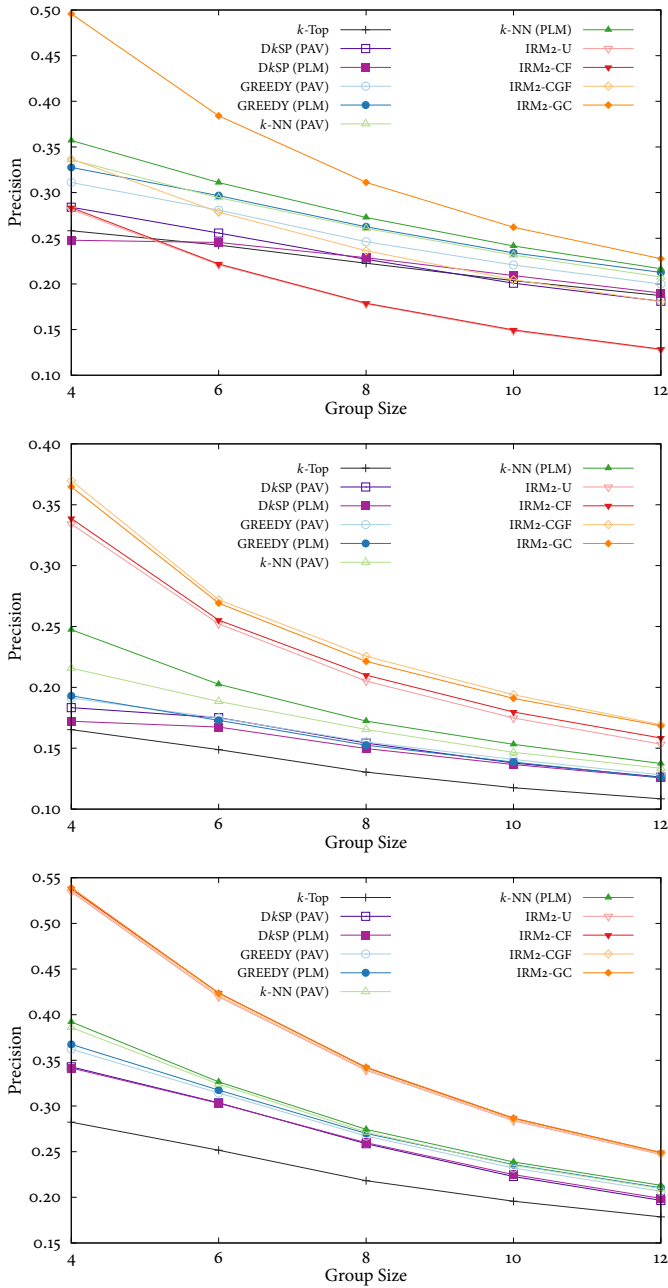 0.50
0.45
0.40
0.35
0.30
0.25
0.20
0.15
0.10
Precision
k-Top
DkSP (PAV)
DkSP (PLM)
GREEDY (PAV)
GREEDY (PLM)
k-NN (PAV)
k-NN (PLM)
IRM2-U
IRM2-CF
IRM2-CGF
IRM2-GC
4 6 8 10 12
Group Size
0.40
0.35
0.30
0.25
0.20
0.15
0.10
Precision
k-Top
DkSP (PAV)
DkSP (PLM)
GREEDY (PAV)
GREEDY (PLM)
k-NN (PAV)
k-NN (PLM)
IRM2-U
IRM2-CF
IRM2-CGF
IRM2-GC
4 6 8 10 12
Group Size
0.55
0.50
0.45
0.40
0.35
0.30
0.25
0.20
0.15
Precision
k-Top
DkSP (PAV)
DkSP (PLM)
GREEDY (PAV)
GREEDY (PLM)
k-NN (PAV)
k-NN (PLM)
IRM2-U
IRM2-CF
IRM2-CGF
IRM2-GC
4 6 8 10 12
Group Size